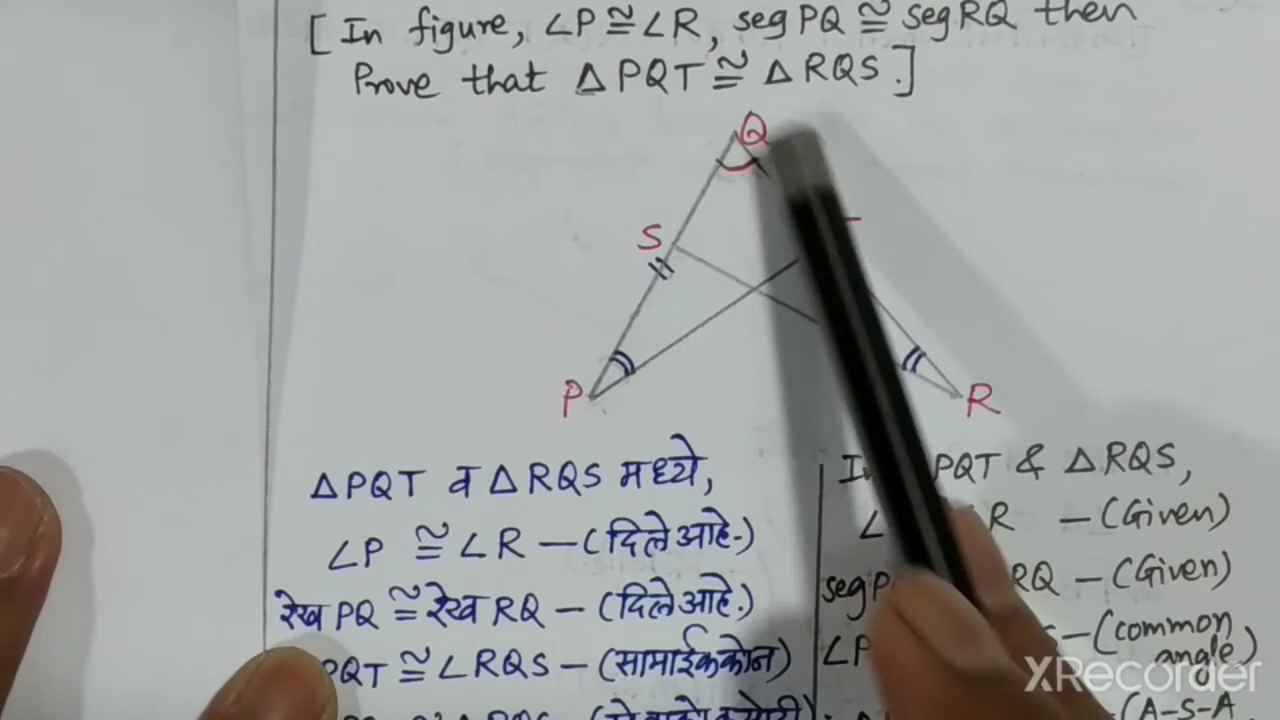 [In figure, ∠P ≅ ∠R, seg PQ ≅ seg RQ then
Prove that △PQT ≅ △RQS.]
Q
S
P
R
△PQT व △RQS मध्ये,
∠P ≅ ∠R — (दिले आहे.)
रेख PQ ≅ रेख RQ — (दिले आहे.)
PQT ≅ ∠RQS — (सामाईक कोन)
PQT & △RQS,
∠ R — (Given)
seg P RQ — (Given)
∠P — (common
angle)
(A-S-A
XRecorder